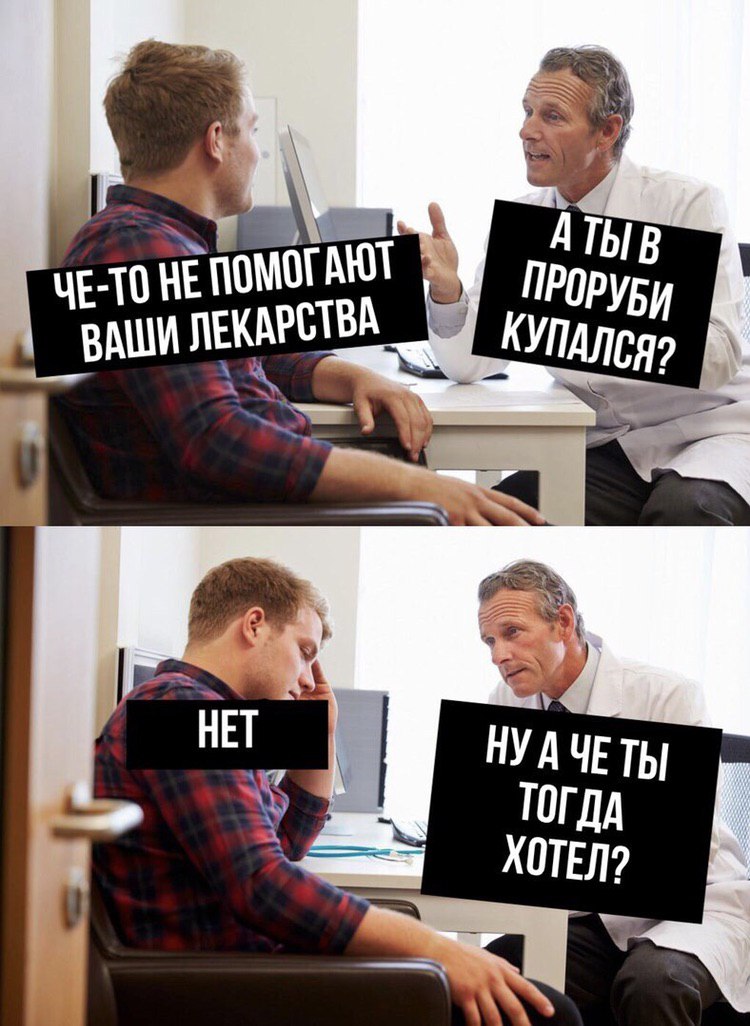 ЧЕ-ТО НЕ ПОМОГАЮТ
ВАШИ ЛЕКАРСТВА
А ТЫ В
ПРОРУБИ
КУПАЛСЯ?
НЕТ
НУ А ЧЕ ТЫ
ТОГДА
ХОТЕЛ?